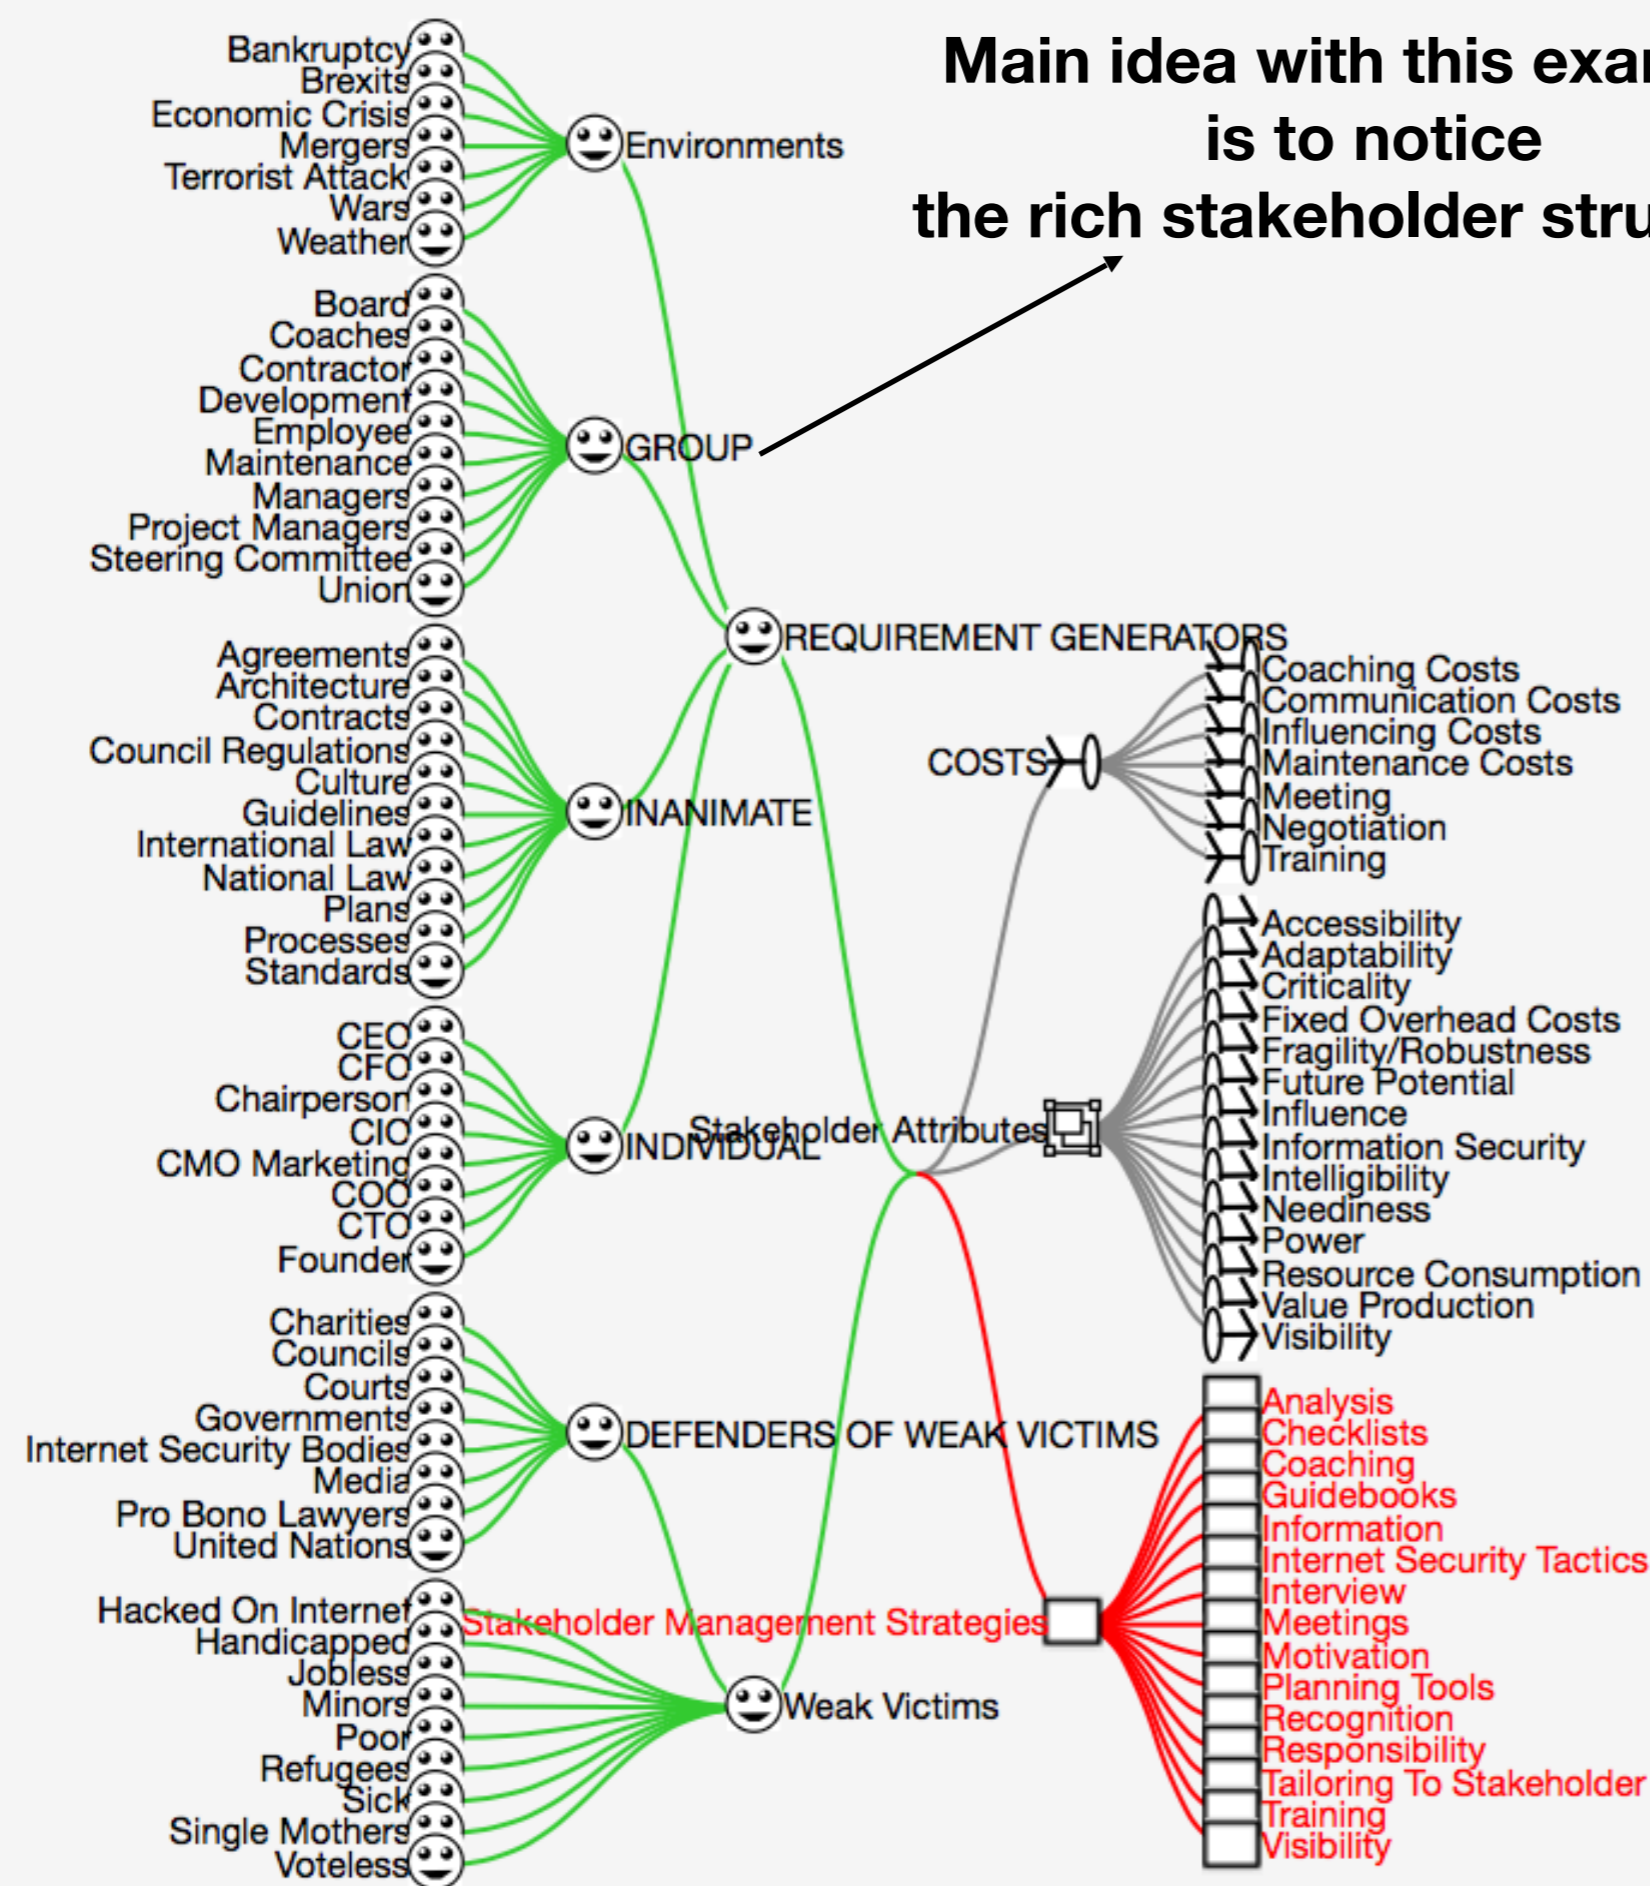 Main idea with this exa
is to notice
the rich stakeholder stru
Bankruptcy
Brexits
Economic Crisis
Mergers
Terrorist Attack
Wars
Weather
Environments
Board
Coaches
Contractor
Development
Employee
Maintenance
Managers
Project Managers
Steering Committee
Union
GROUP
REQUIREMENT GENERATORS
Agreements
Architecture
Contracts
Council Regulations
Culture
Guidelines
International Law
National Law
Plans
Processes
Standards
INANIMATE
CEO
CFO
Chairperson
CIO
CMO Marketing
COO
CTO
Founder
INDIVIDUAL
Charities
Councils
Courts
Governments
Internet Security Bodies
Media
Pro Bono Lawyers
United Nations
DEFENDERS OF WEAK VICTIMS
Hacked On Internet
Handicapped
Jobless
Minors
Poor
Refugees
Sick
Single Mothers
Voteless
Weak Victims
COSTS
Coaching Costs
Communication Costs
Influencing Costs
Maintenance Costs
Meeting
Negotiation
Training
Stakeholder Attributes
Accessibility
Adaptability
Criticality
Fixed Overhead Costs
Fragility/Robustness
Future Potential
Influence
Information Security
Intelligibility
Neediness
Power
Resource Consumption
Value Production
Visibility
Stakeholder Management Strategies
Analysis
Checklists
Coaching
Guidebooks
Information
Internet Security Tactics
Interview
Meetings
Motivation
Planning Tools
Recognition
Responsibility
Tailoring To Stakeholder
Training
Visibility